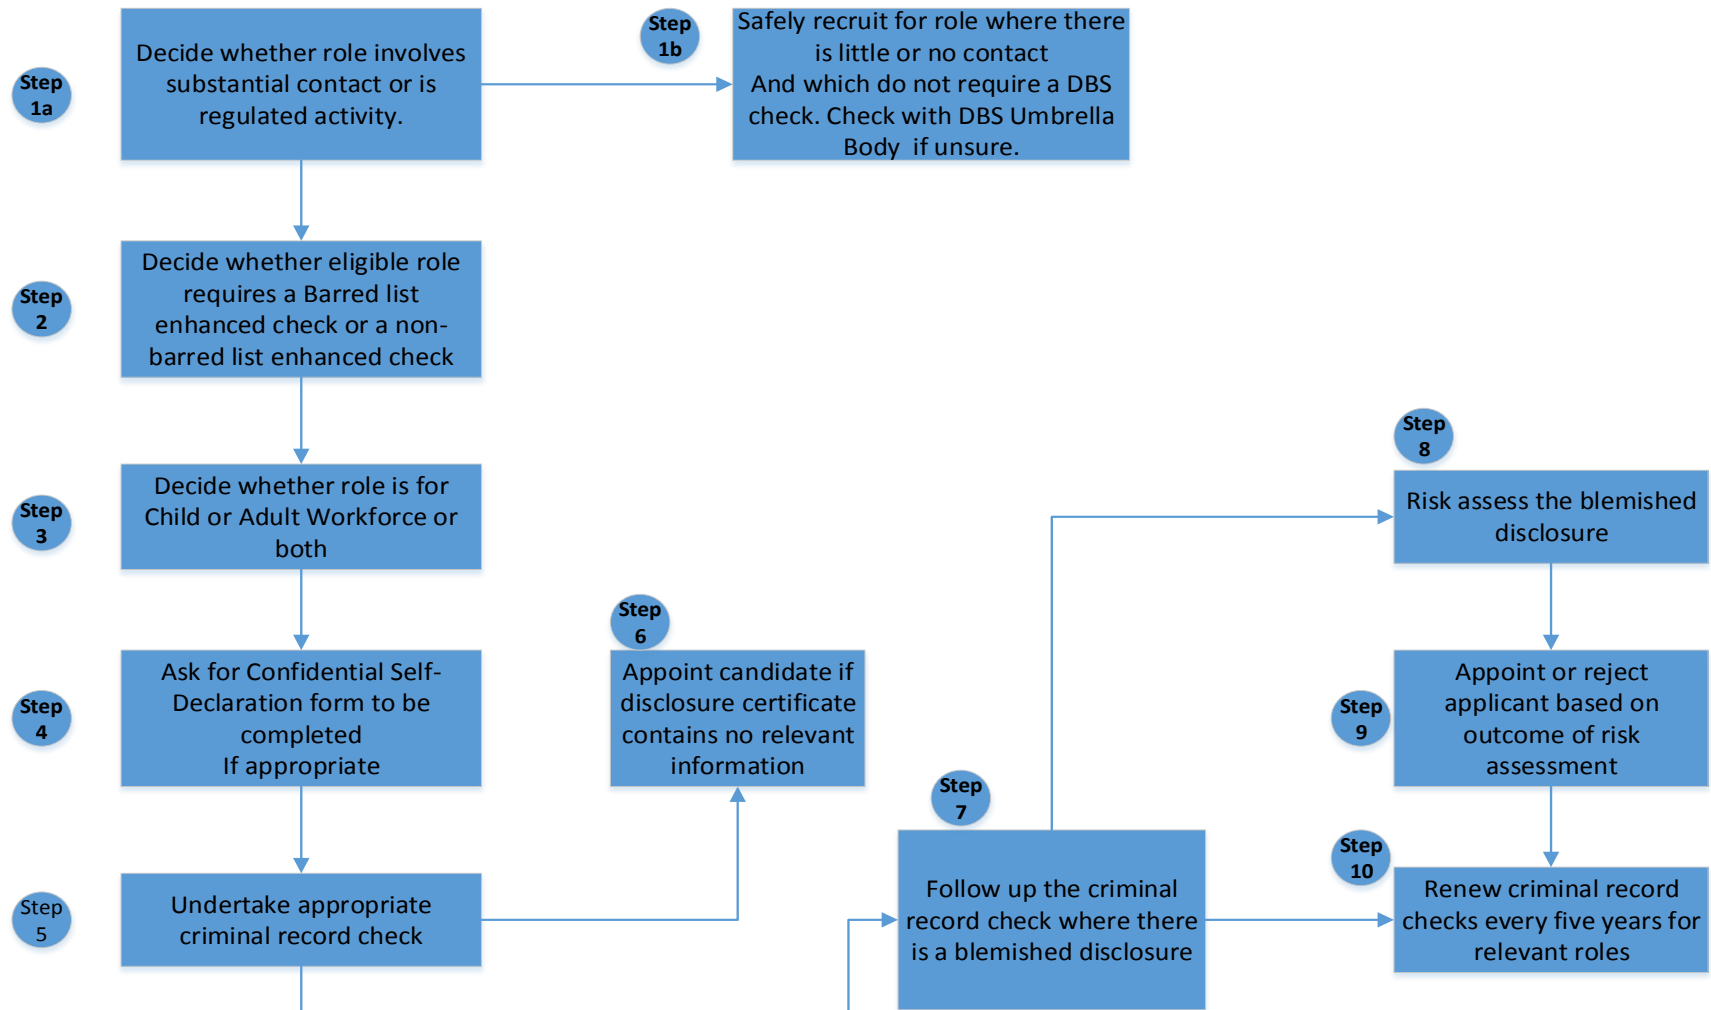 Step
1a
Decide whether role involves
substantial contact or is
regulated activity.
Step
1b
Safely recruit for role where there
is little or no contact
And which do not require a DBS
check. Check with DBS Umbrella
Body  if unsure.
Step
2
Decide whether eligible role
requires a Barred list
enhanced check or a non-
barred list enhanced check
Step
3
Decide whether role is for
Child or Adult Workforce or
both
Step
4
Ask for Confidential Self-
Declaration form to be
completed
If appropriate
Step
5
Undertake appropriate
criminal record check
Step
6
Appoint candidate if
disclosure certificate
contains no relevant
information
Step
7
Follow up the criminal
record check where there
is a blemished disclosure
Step
8
Risk assess the blemished
disclosure
Step
9
Appoint or reject
applicant based on
outcome of risk
assessment
Step
10
Renew criminal record
checks every five years for
relevant roles